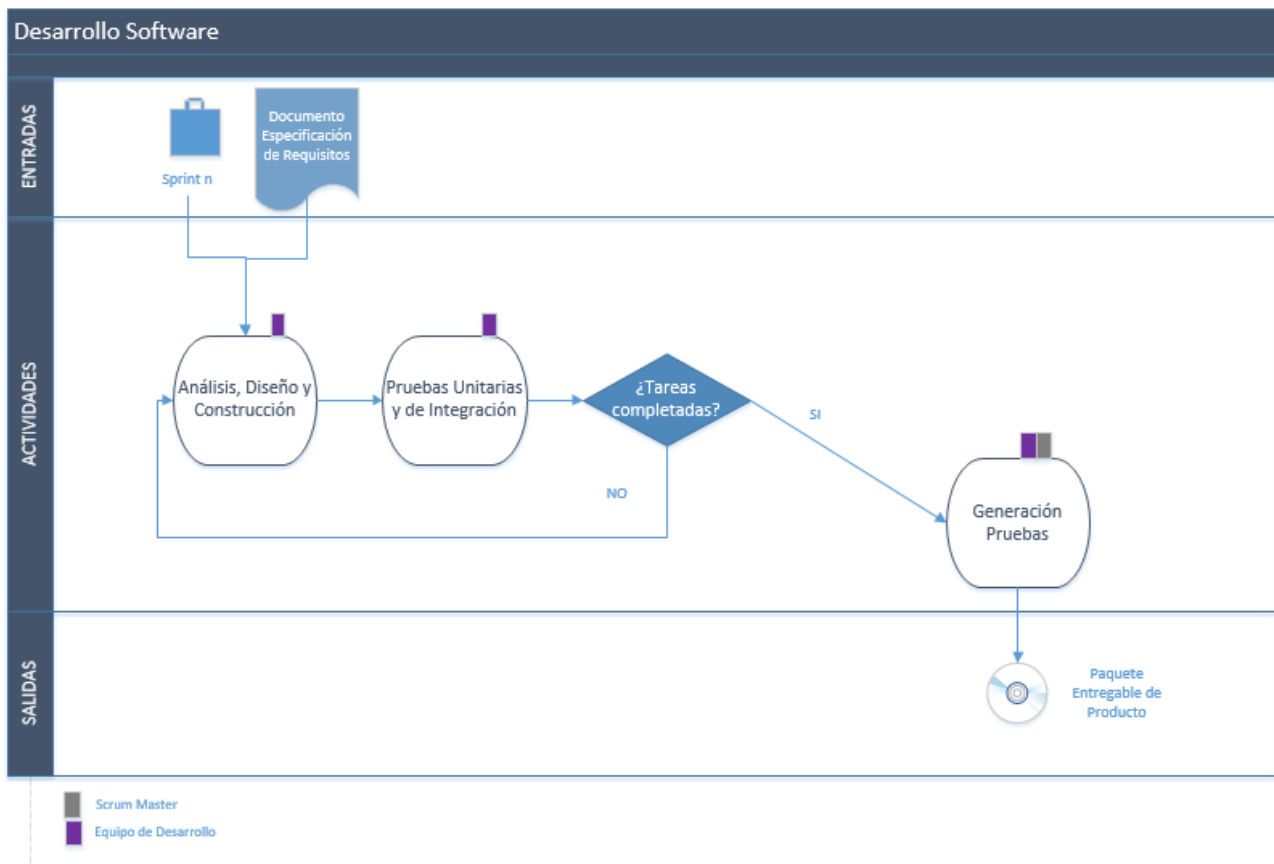 Desarrollo Software
ENTRADAS
Sprint n
Documento
Especificación
de Requisitos
ACTIVIDADES
Análisis, Diseño y
Construcción
Pruebas Unitarias
y de Integración
¿Tareas
completadas?
SI
NO
Generación
Pruebas
SALIDAS
Paquete
Entregable de
Producto
Scrum Master
Equipo de Desarrollo